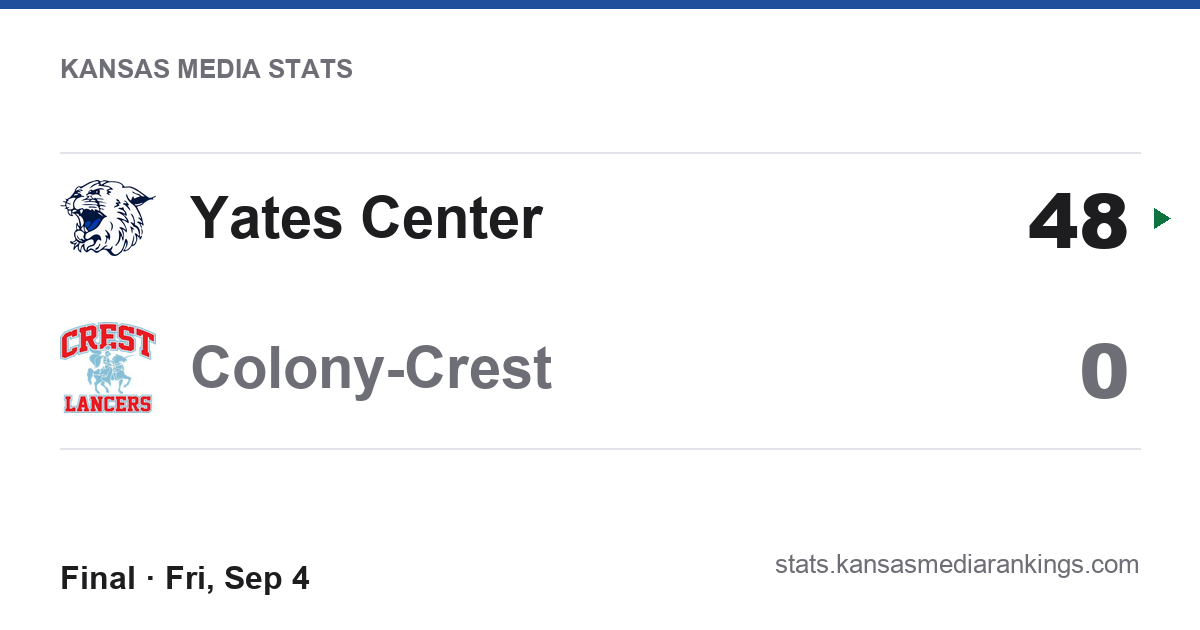 KANSAS MEDIA STATS
Yates Center 48
CREST
LANCERS
Colony-Crest 0
Final · Fri, Sep 4
stats.kansasmediarankings.com